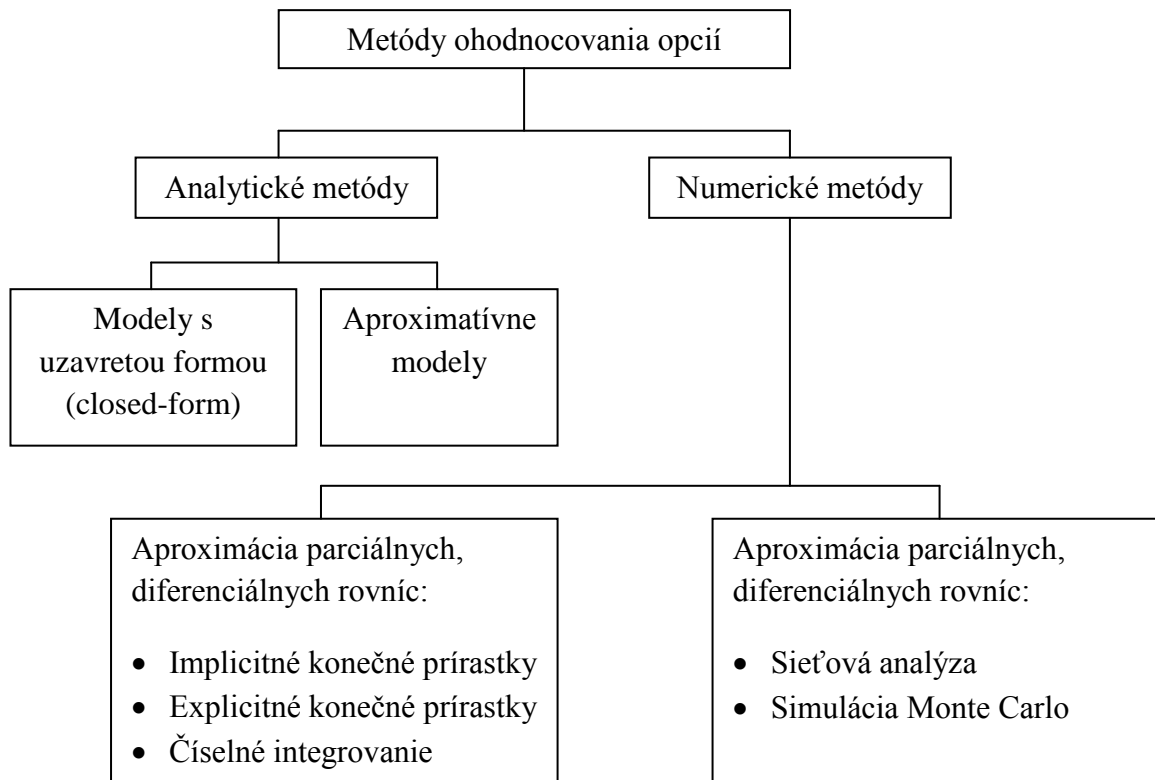 Metódy ohodnocovania opcií
Analytické metódy
Numerické metódy
Modely s
uzavretou formou
(closed-form)
Aproximatívne
modely
Aproximácia parciálnych,
diferenciálnych rovníc:
• Implicitné konečné prírastky
• Explicitné konečné prírastky
• Číselné integrovanie
Aproximácia parciálnych,
diferenciálnych rovníc:
• Sieťová analýza
• Simulácia Monte Carlo